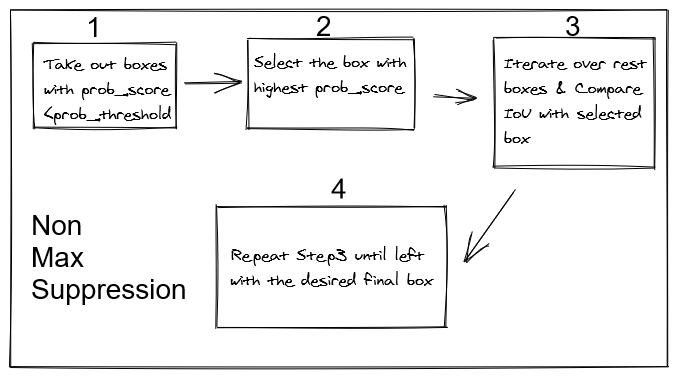 1
Take out boxes
with prob_score
<prob_threshold
2
Select the box with
highest prob_score
3
Iterate over rest
boxes & Compare
IoU with selected
box
4
Repeat Step3 until left
with the desired final box
Non
Max
Suppression